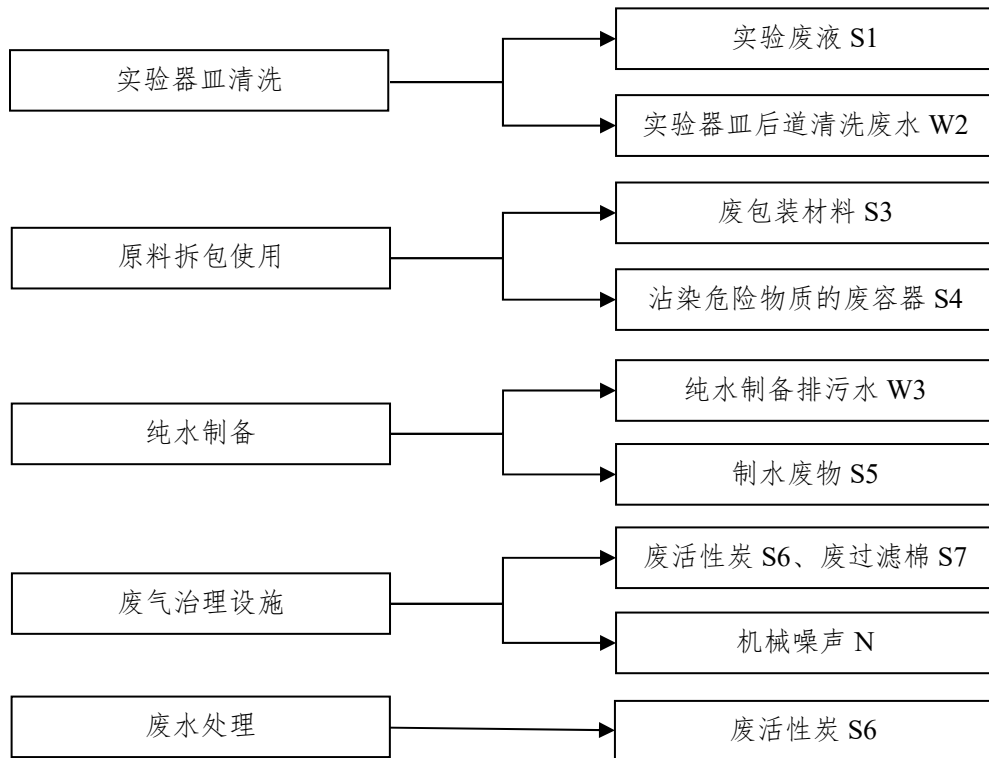 实验器皿清洗
实验废液 S1
实验器皿后道清洗废水 W2
原料拆包使用
废包装材料 S3
沾染危险物质的废容器 S4
纯水制备
纯水制备排污水 W3
制水废物 S5
废气治理设施
废活性炭 S6、废过滤棉 S7
机械噪声 N
废水处理
废活性炭 S6